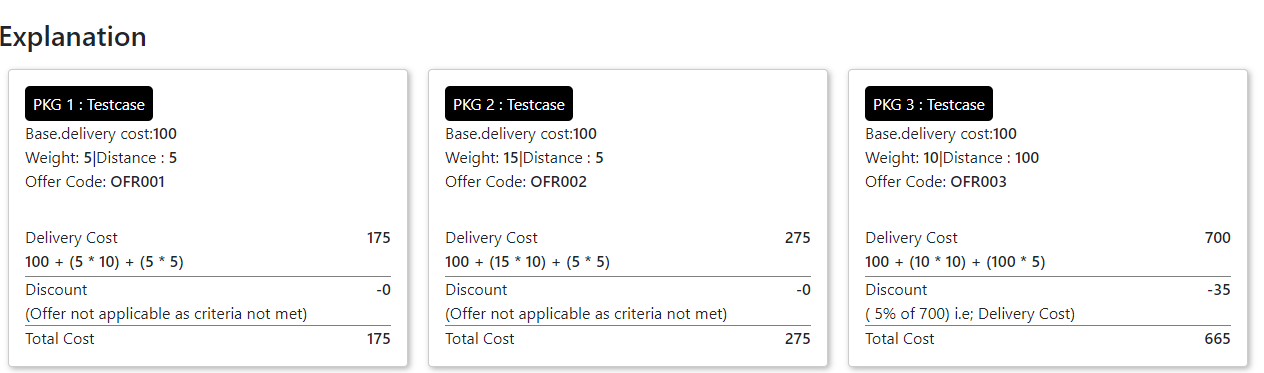 Explanation
PKG 1 : Testcase
Base.delivery cost:100
Weight: 5|Distance : 5
Offer Code: OFR001
Delivery Cost 175
100 + (5 * 10) + (5 * 5)
Discount -0
(Offer not applicable as criteria not met)
Total Cost 175
PKG 2 : Testcase
Base.delivery cost:100
Weight: 15|Distance : 5
Offer Code: OFR002
Delivery Cost 275
100 + (15 * 10) + (5 * 5)
Discount -0
(Offer not applicable as criteria not met)
Total Cost 275
PKG 3 : Testcase
Base.delivery cost:100
Weight: 10|Distance : 100
Offer Code: OFR003
Delivery Cost 700
100 + (10 * 10) + (100 * 5)
Discount -35
( 5% of 700) i.e; Delivery Cost)
Total Cost 665